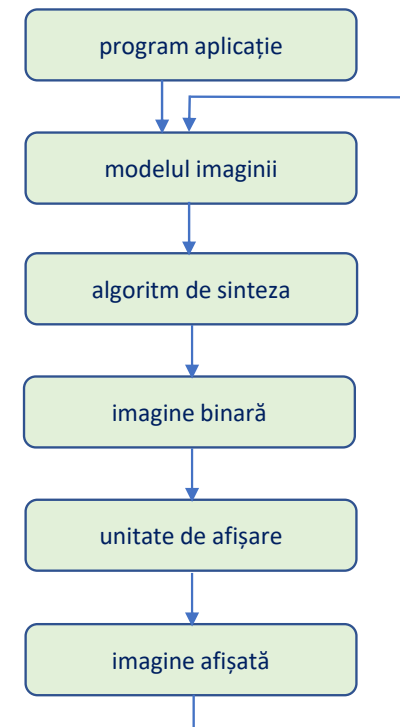 program aplicație
modelul imaginii
algoritm de sinteza
imagine binară
unitate de afișare
imagine afișată